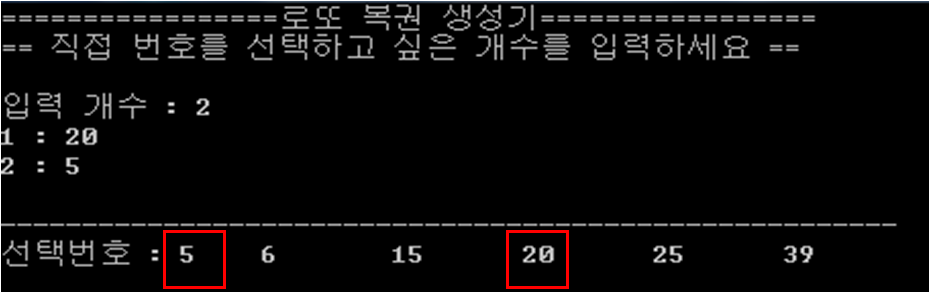 =================로또 복권 생성기=================
== 직접 번호를 선택하고 싶은 개수를 입력하세요 ==
입력 개수 : 2
1 : 20
2 : 5
--------------------------------------------------------
선택번호 : 5 6 15 20 25 39